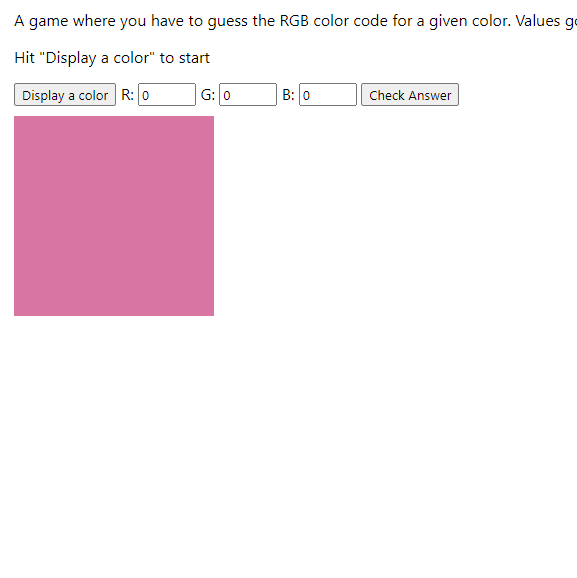 A game where you have to guess the RGB color code for a given color. Values
Hit "Display a color" to start
Display a color R: 0 G: 0 B: 0 Check Answer